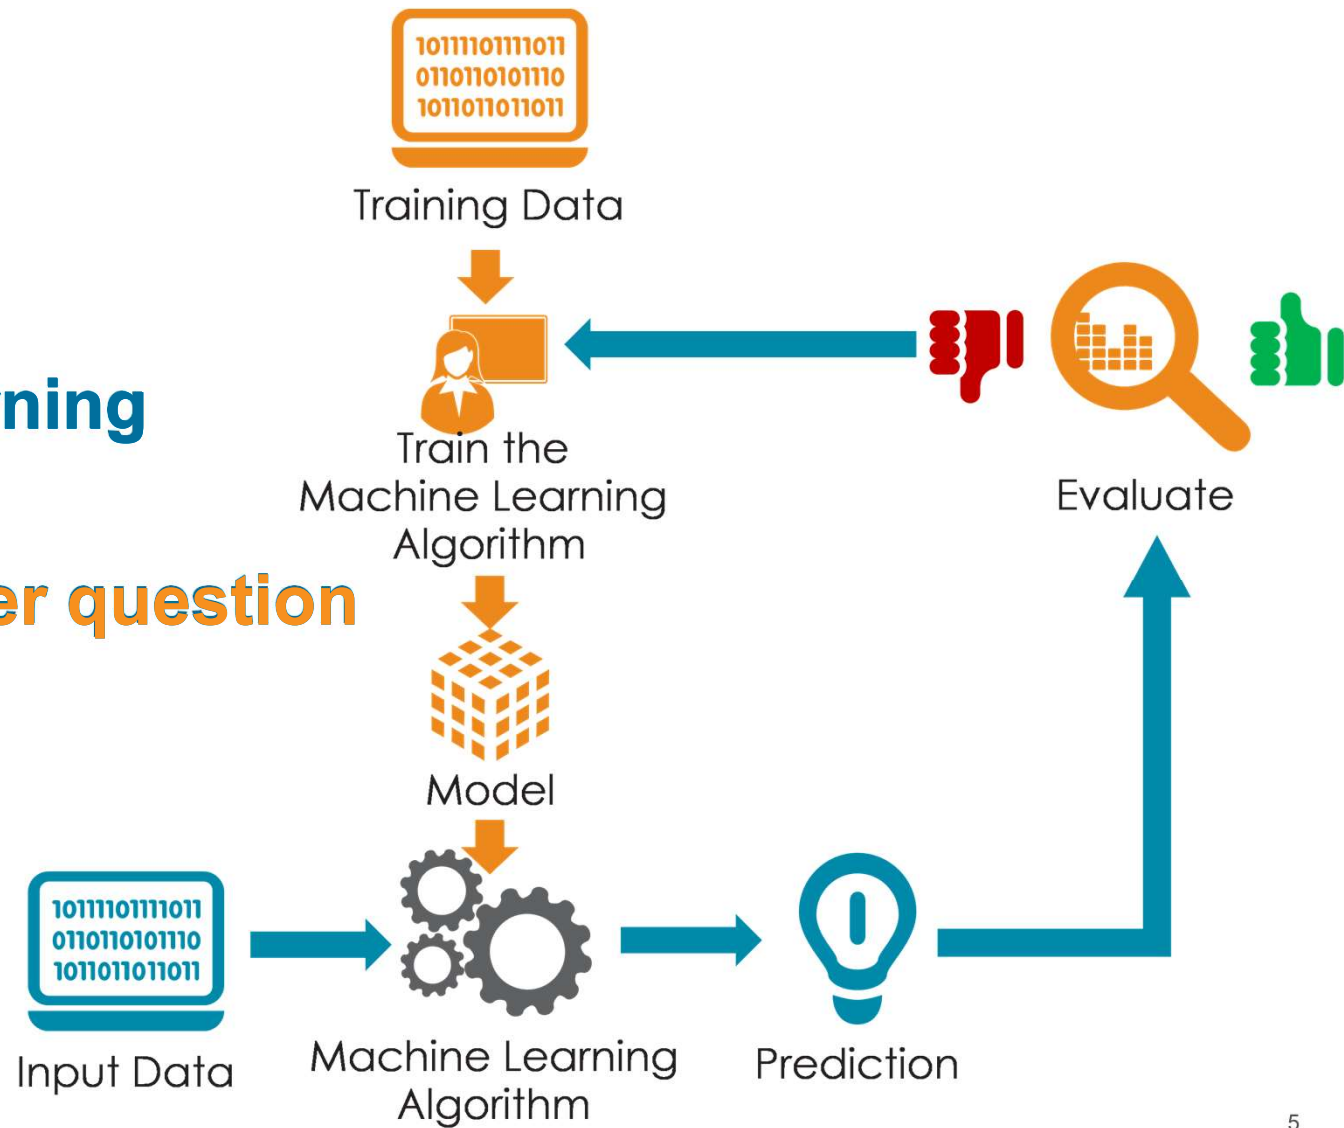 10111101111011
0110110101110
1011011011011
Training Data
ning
Train the
Machine Learning
Algorithm
Evaluate
er question
Model
10111101111011
0110110101110
1011011011011
Input Data
Machine Learning
Algorithm
Prediction
5